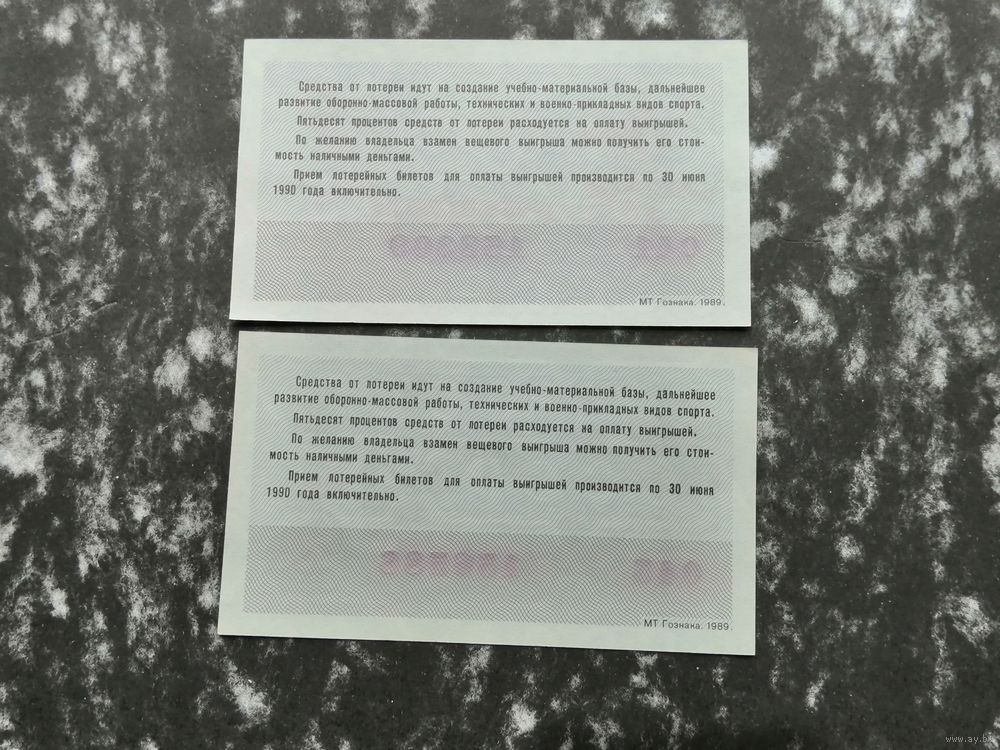 Средства от лотереи идут на создание учебно-материальной базы, дальнейшее
развитие оборонно-массовой работы, технических и военно-прикладных видов спорта.
Пятьдесят процентов средств от лотереи расходуется на оплату выигрышей.
По желанию владельца взамен вещевого выигрыша можно получить его стои-
мость наличными деньгами.
Прием лотерейных билетов для оплаты выигрышей производится по 30 июня
1990 года включительно.
МТ Гознака. 1989.
Средства от лотереи идут на создание учебно-материальной базы, дальнейшее
развитие оборонно-массовой работы, технических и военно-прикладных видов спорта.
Пятьдесят процентов средств от лотереи расходуется на оплату выигрышей.
По желанию владельца взамен вещевого выигрыша можно получить его стои-
мость наличными деньгами.
Прием лотерейных билетов для оплаты выигрышей производится по 30 июня
1990 года включительно.
МТ Гознака. 1989.
www.ay.by